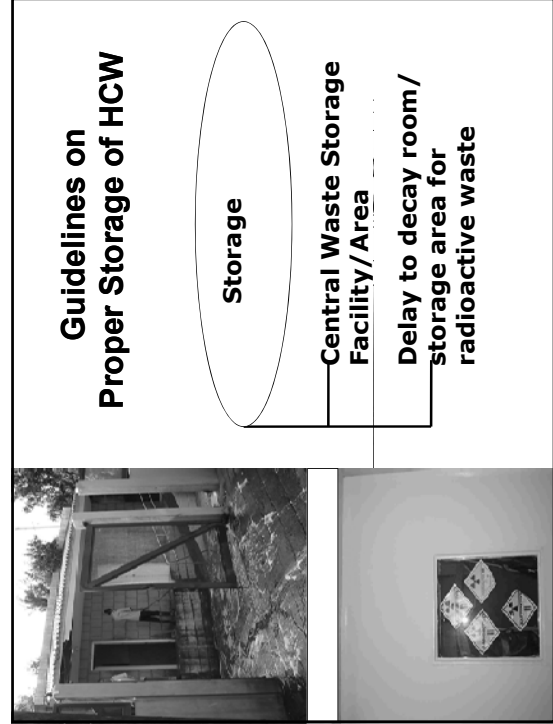 Guidelines on
Proper Storage of HCW
Storage
Central Waste Storage
Facility/Area
Delay to decay room/
storage area for
radioactive waste